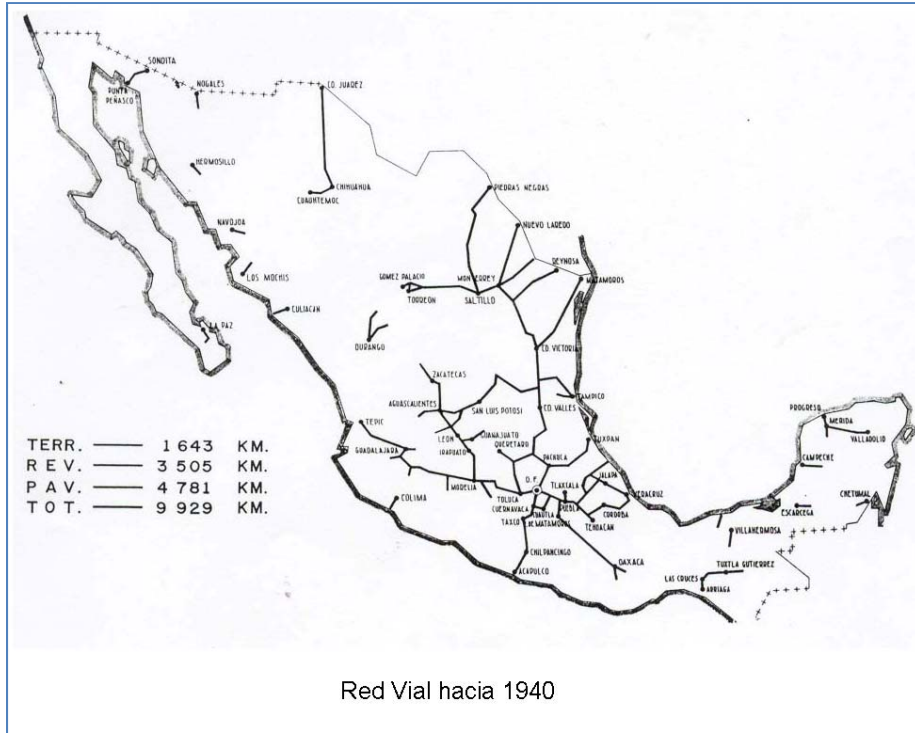 SONOITA
PUNTA
PEÑASCO
NOGALES
CD. JUAREZ
HERMOSILLO
CHIHUAHUA
CUAUHTEMOC
PIEDRAS NEGRAS
NAVOJOA
NUEVO LAREDO
LOS MOCHIS
GOMEZ PALACIO
MONTERREY
REYNOSA
MATAMOROS
TORREON
SALTILLO
CULIACAN
LA PAZ
DURANGO
CD. VICTORIA
ZACATECAS
AGUASCALIENTES
SAN LUIS POTOSI
CD. VALLES
TAMPICO
PROGRESO
MERIDA
VALLADOLID
TEPIC
LEON
GUANAJUATO
QUERETARO
TUXPAN
GUADALAJARA
IRAPUATO
PACHUCA
CAMPECHE
TERR. —— 1 643 KM.
REV. —— 3 505 KM.
PAV. —— 4 781 KM.
TOT. —— 9 929 KM.
COLIMA
MORELIA
TOLUCA
D. F.
TLAXCALA
JALAPA
VERACRUZ
CUERNAVACA
CUAUTLA
PUEBLA
CORDOBA
TAXCO
DE MATAMOROS
TEHUACAN
ESCARCEGA
CHETUMAL
VILLAHERMOSA
CHILPANCINGO
OAXACA
ACAPULCO
TUXTLA GUTIERREZ
LAS CRUCES
ARRIAGA
Red Vial hacia 1940